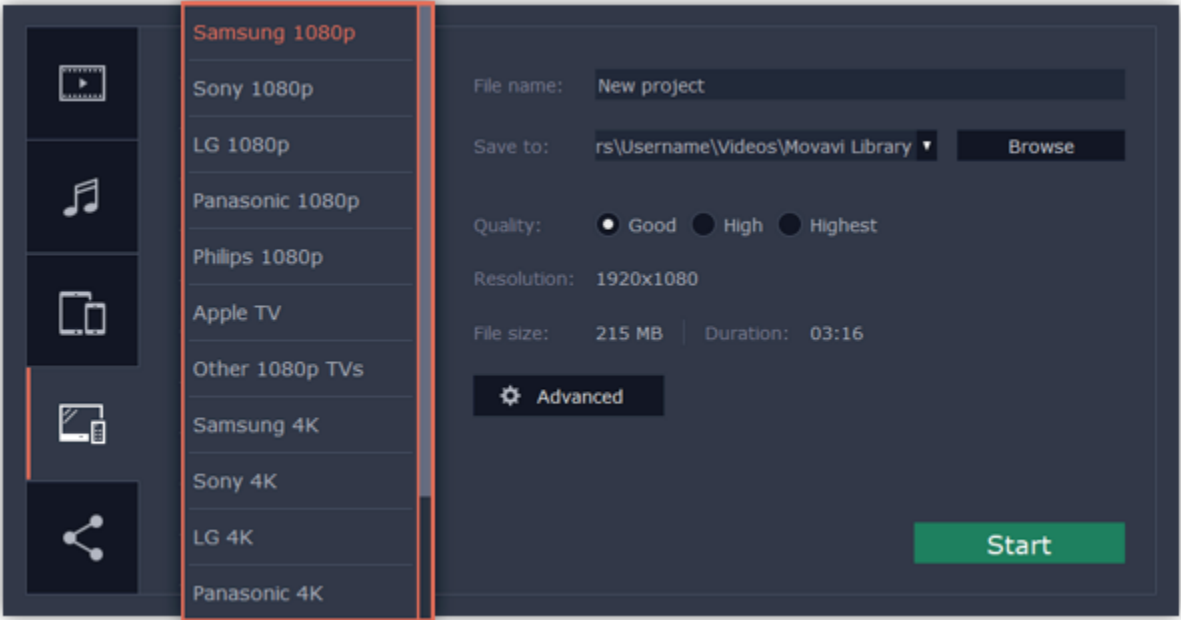 Samsung 1080p
Sony 1080p
LG 1080p
Panasonic 1080p
Philips 1080p
Apple TV
Other 1080p TVs
Samsung 4K
Sony 4K
LG 4K
Panasonic 4K
File name: New project
Save to: rs\Username\Videos\Movavi Library Browse
Quality: Good High Highest
Resolution: 1920x1080
File size: 215 MB Duration: 03:16
Advanced
Start